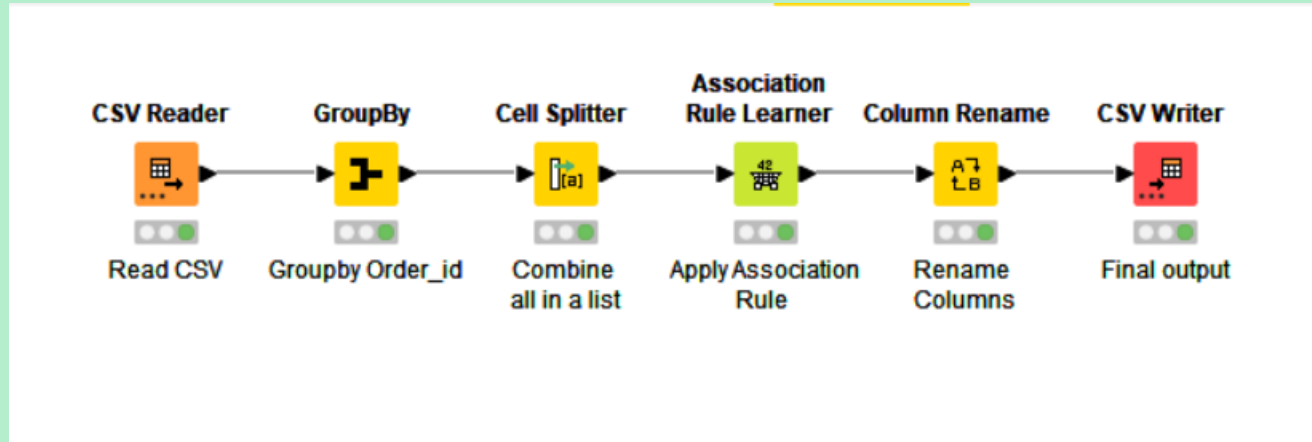 CSV Reader
GroupBy
Cell Splitter
Association
Rule Learner
Column Rename
CSV Writer
[a]
42
A
B
Read CSV
Groupby Order_id
Combine
all in a list
Apply Association
Rule
Rename
Columns
Final output